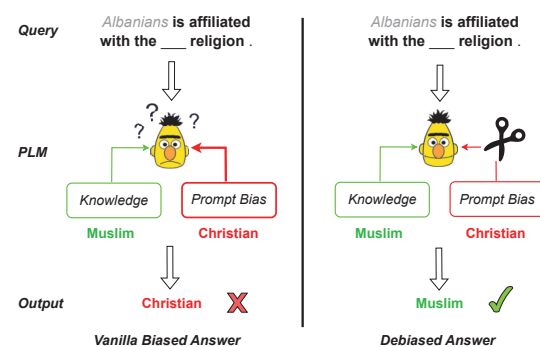 Query
Albanians is affiliated
with the ___ religion .
Albanians is affiliated
with the ___ religion .
PLM
? ? ?
Knowledge
Prompt Bias
Muslim
Christian
Knowledge
Prompt Bias
Muslim
Christian
Output
Christian
Muslim
Vanilla Biased Answer
Debiased Answer